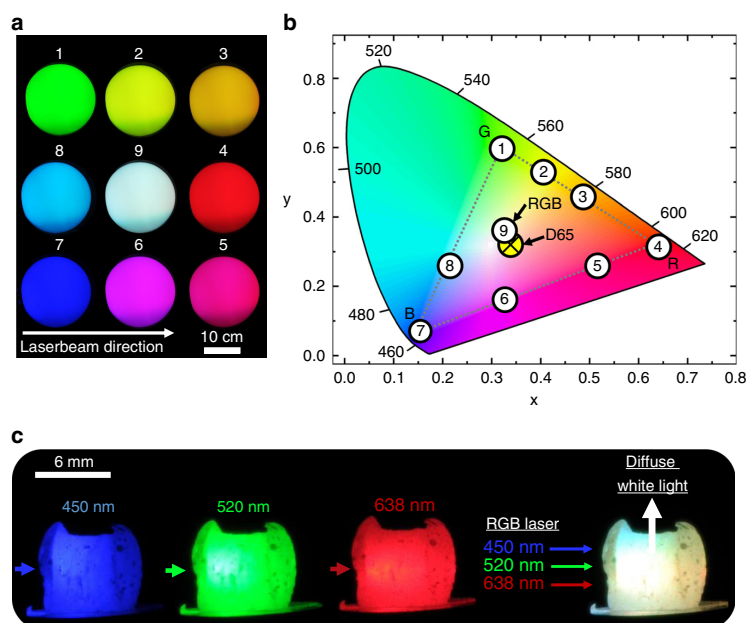 a
1 2 3
8 9 4
7 6 5
Laserbeam direction
10 cm
b
520
540
560
580
600
620
500
480
460
G
R
B
1
2
3
4
5
6
7
8
9
RGB
D65
y
0.8
0.6
0.4
0.2
0.0
0.0 0.1 0.2 0.3 0.4 0.5 0.6 0.7 0.8
x
c
6 mm
450 nm
520 nm
638 nm
RGB laser
450 nm
520 nm
638 nm
Diffuse
white light